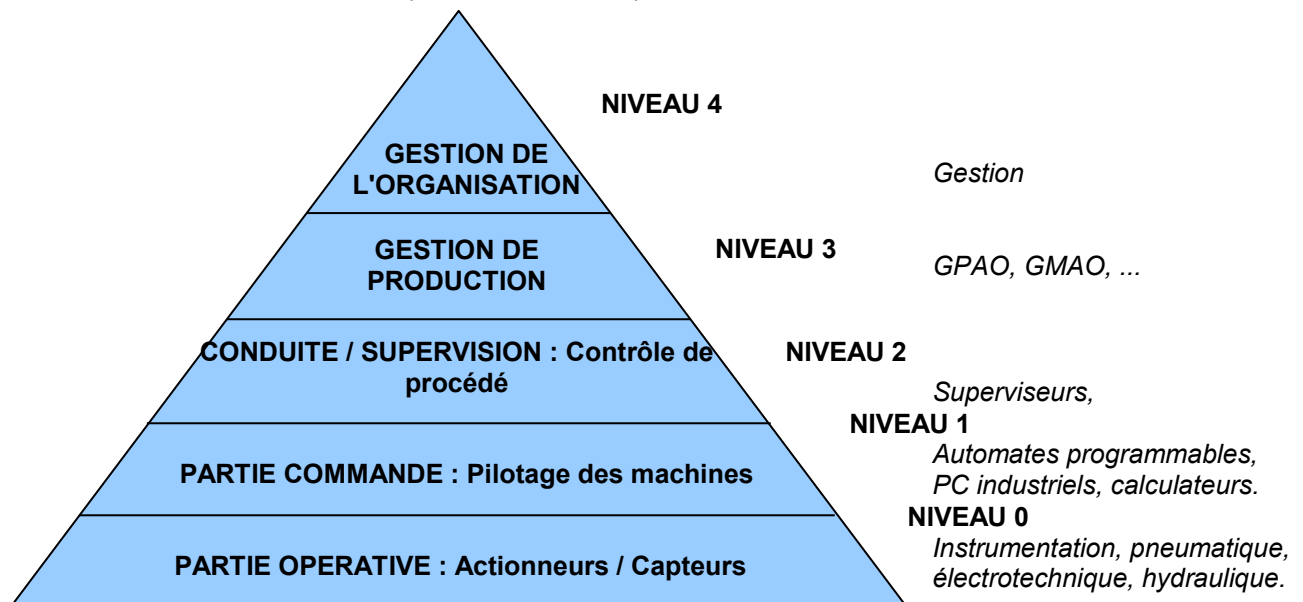 NIVEAU 4
GESTION DE
L'ORGANISATION
Gestion
NIVEAU 3
GESTION DE
PRODUCTION
GPAO, GMAO, ...
NIVEAU 2
CONDUITE / SUPERVISION : Contrôle de
procédé
Superviseurs,
NIVEAU 1
PARTIE COMMANDE : Pilotage des machines
Automates programmables,
PC industriels, calculateurs.
NIVEAU 0
PARTIE OPERATIVE : Actionneurs / Capteurs
Instrumentation, pneumatique,
électrotechnique, hydraulique.